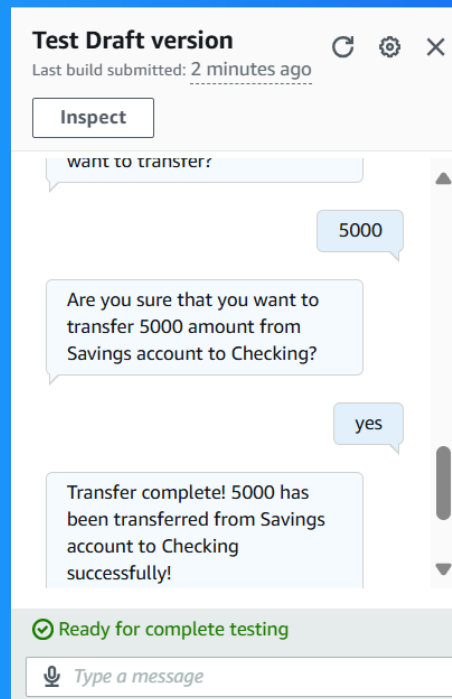 Test Draft version
Last build submitted: 2 minutes ago
Inspect
want to transfer?
5000
Are you sure that you want to
transfer 5000 amount from
Savings account to Checking?
yes
Transfer complete! 5000 has
been transferred from Savings
account to Checking
successfully!
Ready for complete testing
Type a message